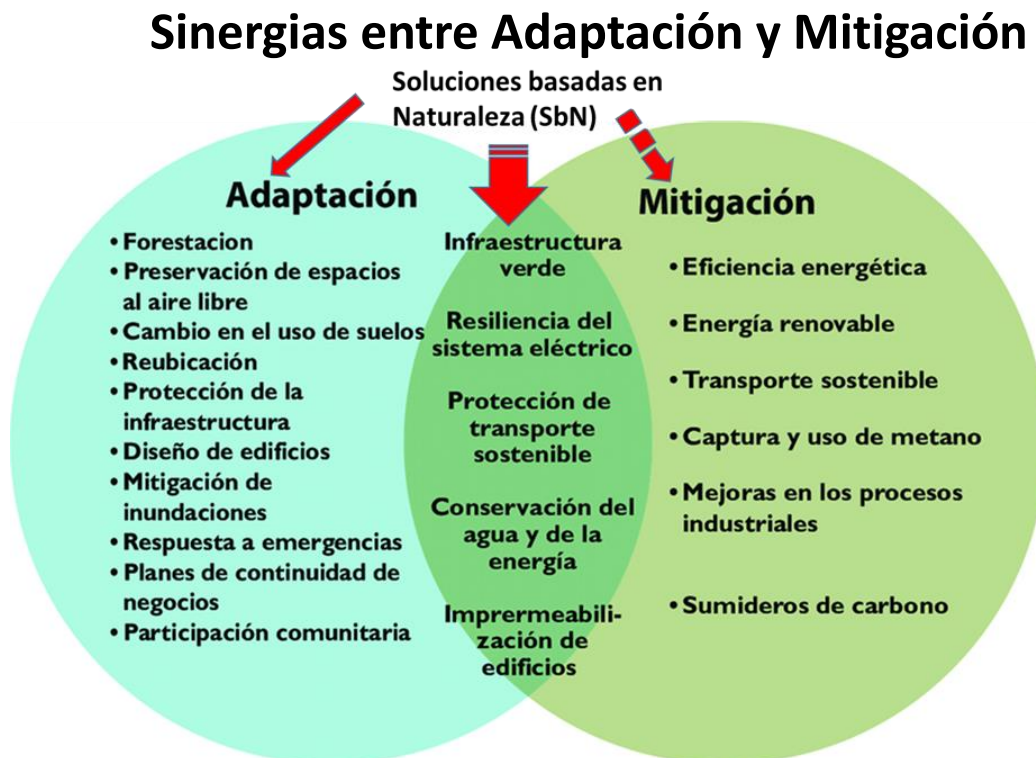 Sinergias entre Adaptación y Mitigación
Soluciones basadas en
Naturaleza (SbN)
Adaptación
• Forestacion
• Preservación de espacios
al aire libre
• Cambio en el uso de suelos
• Reubicación
• Protección de la
infraestructura
• Diseño de edificios
• Mitigación de
inundaciones
• Respuesta a emergencias
• Planes de continuidad de
negocios
• Participación comunitaria
Infraestructura
verde
Resiliencia del
sistema eléctrico
Protección de
transporte
sostenible
Conservación del
agua y de la
energía
Imprermeabili-
zación de
edificios
Mitigación
• Eficiencia energética
• Energía renovable
• Transporte sostenible
• Captura y uso de metano
• Mejoras en los procesos
industriales
• Sumideros de carbono